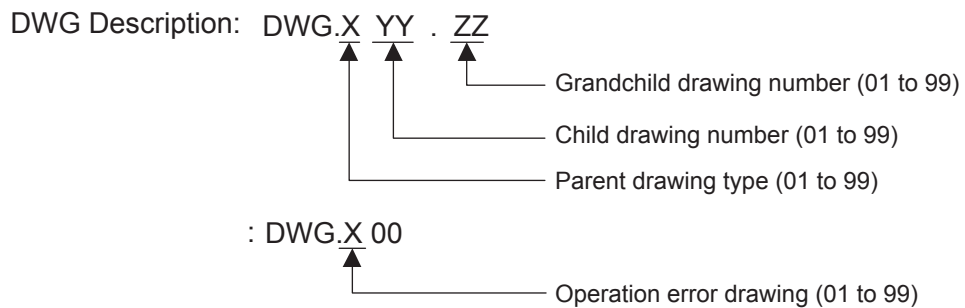 DWG Description: DWG.X YY . ZZ
Grandchild drawing number (01 to 99)
Child drawing number (01 to 99)
Parent drawing type (01 to 99)
: DWG.X 00
Operation error drawing (01 to 99)